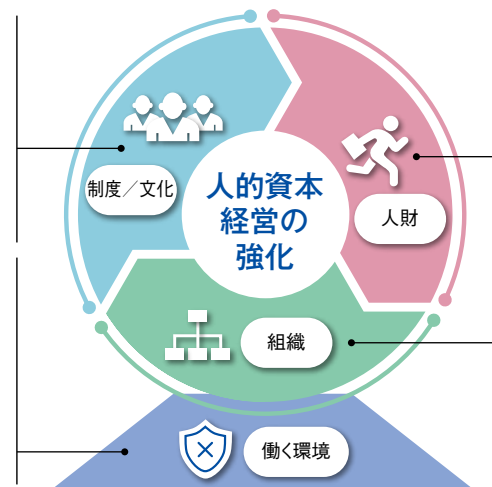 制度／文化
人的資本
経営の
強化
人財
組織
働く環境